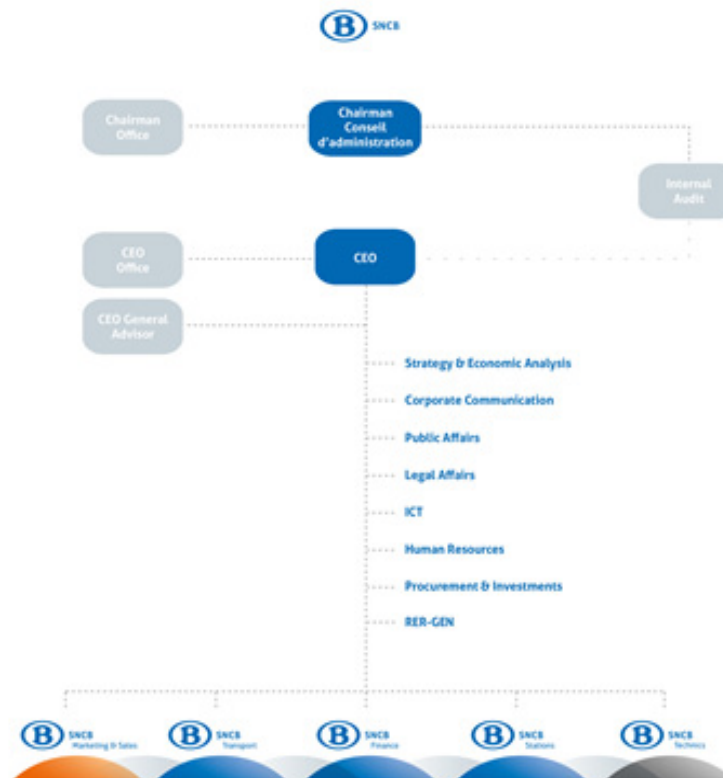 B SNCB
Chairman
Office
Chairman
Conseil
d'administration
Internal
Audit
CEO
Office
CEO
CEO General
Advisor
Strategy & Economic Analysis
Corporate Communication
Public Affairs
Legal Affairs
ICT
Human Resources
Procurement & Investments
RER-GEN
B SNCB
Marketing & Sales
B SNCB
Transport
B SNCB
Finance
B SNCB
Stations
B SNCB
Technics